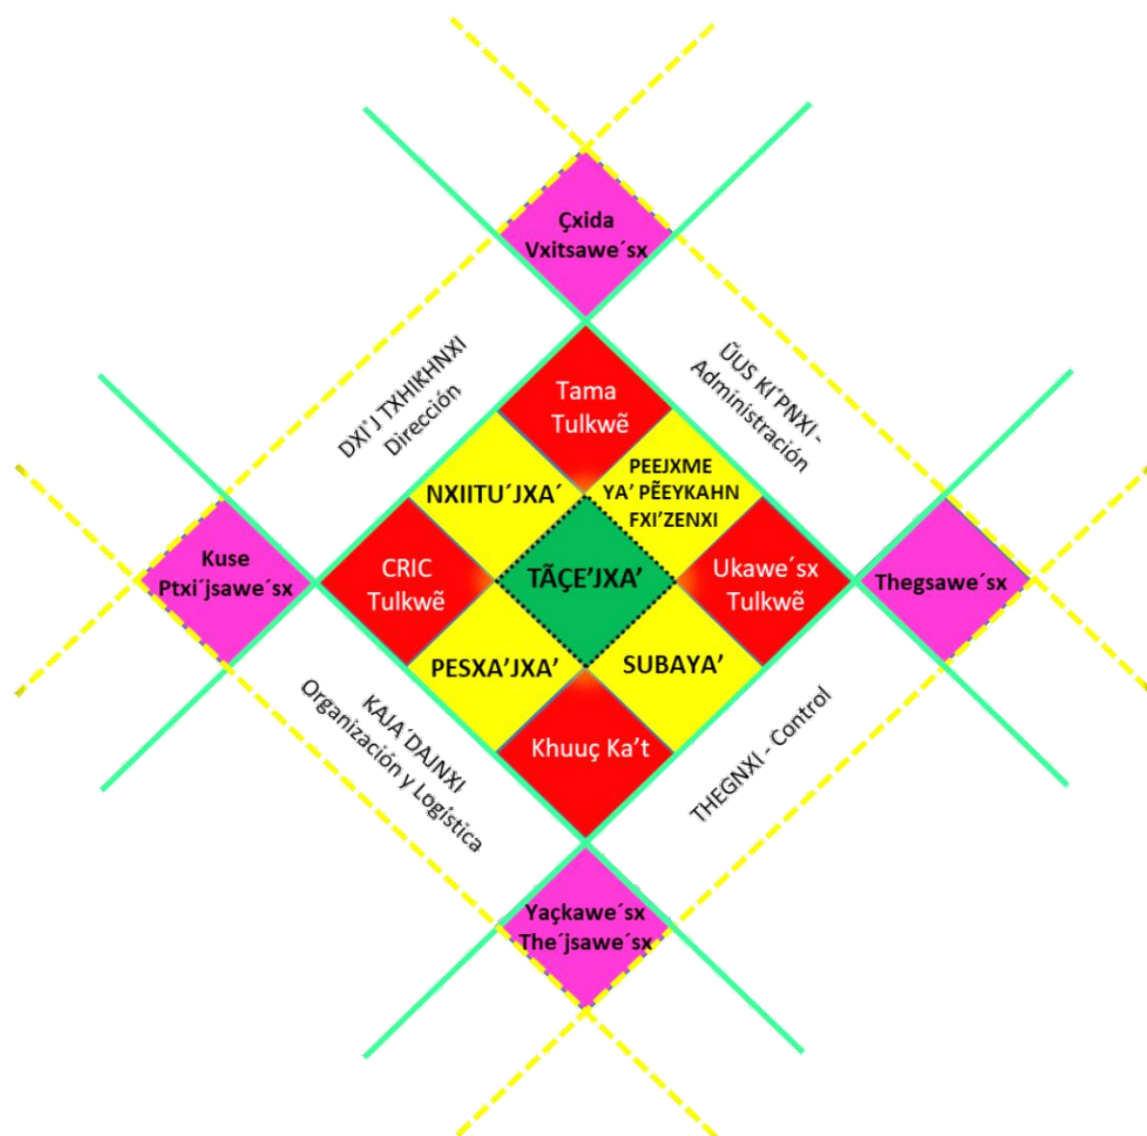 Çxida
Vxitsawe´sx
DXI'J TXHIKHNXI
Dirección
ŨUS KI'PNXI -
Administración
Tama
Tulkwẽ
NXIITU´JXA´
PEEJXME
YA’ PẼEYKAHN
FXI’ZENXI
Kuse
Ptxi´jsawe´sx
CRIC
Tulkwẽ
TÃÇE’JXA’
Ukawe´sx
Tulkwẽ
Thegsawe´sx
PESXA’JXA’
SUBAYA’
KAJA´DAJNXI
Organización y Logística
Khuuç Ka’t
THEGNXI - Control
Yaçkawe´sx
The´jsawe´sx